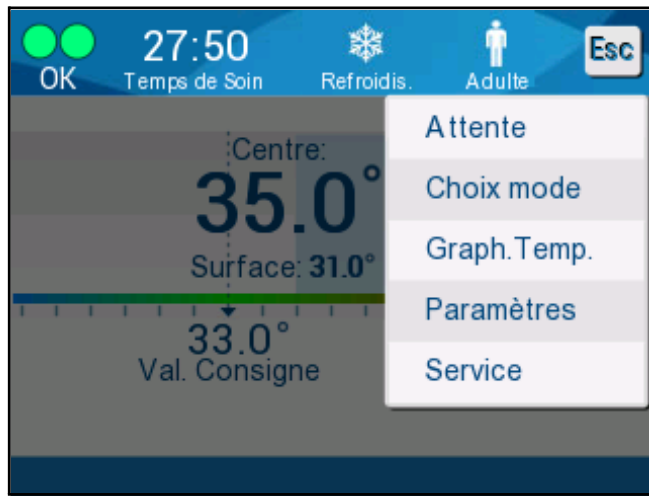 OK
27:50
Temps de Soin
Refroidis.
Adulte
Esc
Centre:
35.0°
Surface: 31.0°
33.0°
Val. Consigne
Attente
Choix mode
Graph.Temp.
Paramètres
Service